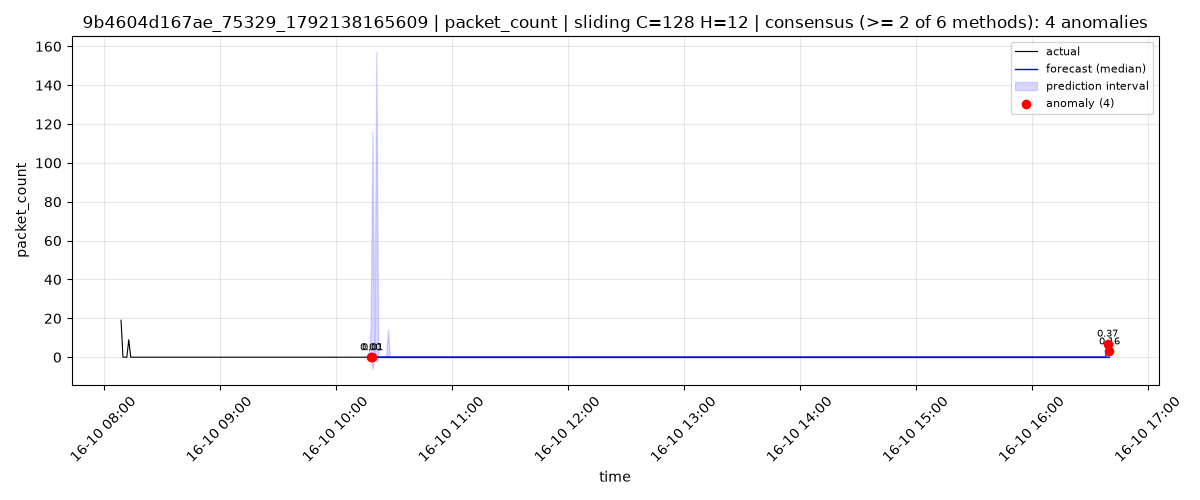 9b4604d167ae_75329_1792138165609 | packet_count | sliding C=128 H=12 | consensus (>= 2 of 6 methods): 4 anomalies
160
140
120
100
80
60
40
20
0
packet_count
actual
forecast (median)
prediction interval
anomaly (4)
0.37
16-10 08:00
16-10 09:00
16-10 10:00
16-10 11:00
16-10 12:00
16-10 13:00
16-10 14:00
16-10 15:00
16-10 16:00
16-10 17:00
time